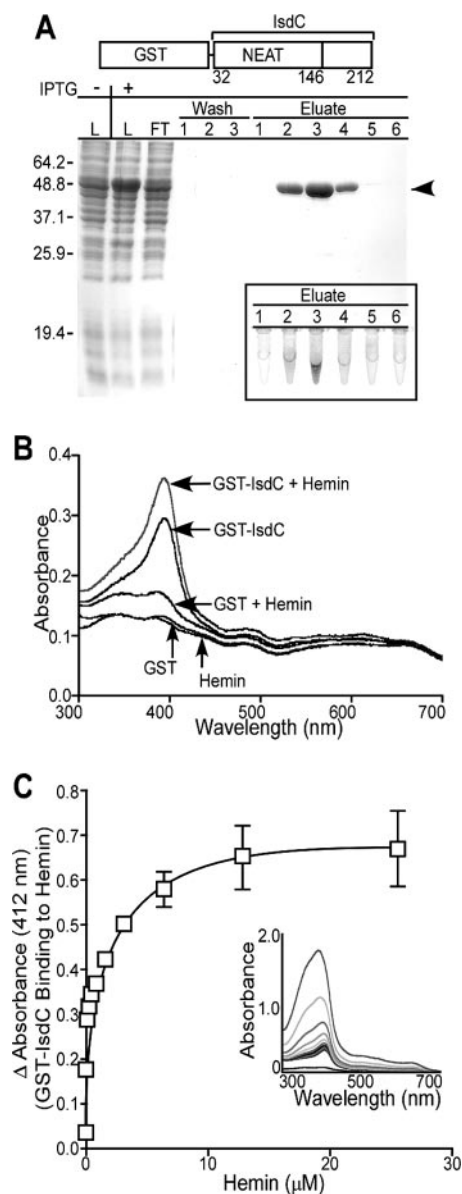 A
IsdC
GST NEAT
32 146 212
IPTG - +
Wash Eluate
L L FT 1 2 3 1 2 3 4 5 6
64.2
48.8
37.1
25.9
19.4
Eluate
1 2 3 4 5 6
B
0.4
0.3
0.2
0.1
0.0
Absorbance
GST-IsdC + Hemin
GST-IsdC
GST + Hemin
GST
Hemin
300 400 500 600 700
Wavelength (nm)
C
0.8
0.7
0.6
0.5
0.4
0.3
0.2
0.1
0.0
Δ Absorbance (412 nm)
(GST-IsdC Binding to Hemin)
2.0
1.0
0
Absorbance
300 500 700
Wavelength (nm)
0 10 20 30
Hemin (μM)